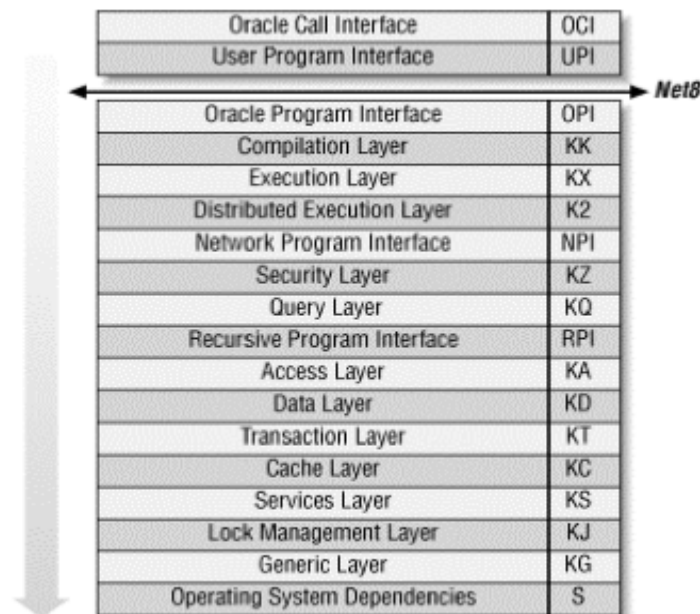 Oracle Call Interface OCI
User Program Interface UPI
Net8
Oracle Program Interface OPI
Compilation Layer KK
Execution Layer KX
Distributed Execution Layer K2
Network Program Interface NPI
Security Layer KZ
Query Layer KQ
Recursive Program Interface RPI
Access Layer KA
Data Layer KD
Transaction Layer KT
Cache Layer KC
Services Layer KS
Lock Management Layer KJ
Generic Layer KG
Operating System Dependencies S